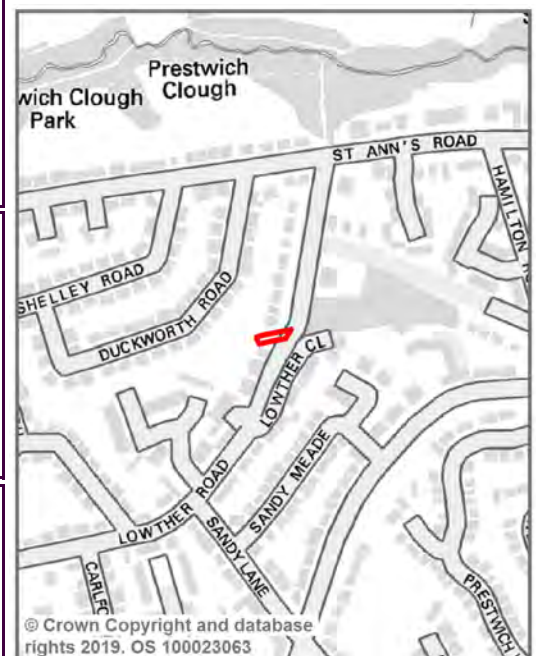 Prestwich
Clough
wich Clough
Park
ST ANN'S ROAD
HAMILTON
SHELLEY ROAD
DUCKWORTH ROAD
LOWTHER CL
SANDY MEADE
LOWTHER ROAD
SANDY LANE
CARLFO
PRESTWICH
© Crown Copyright and database
rights 2019. OS 100023063